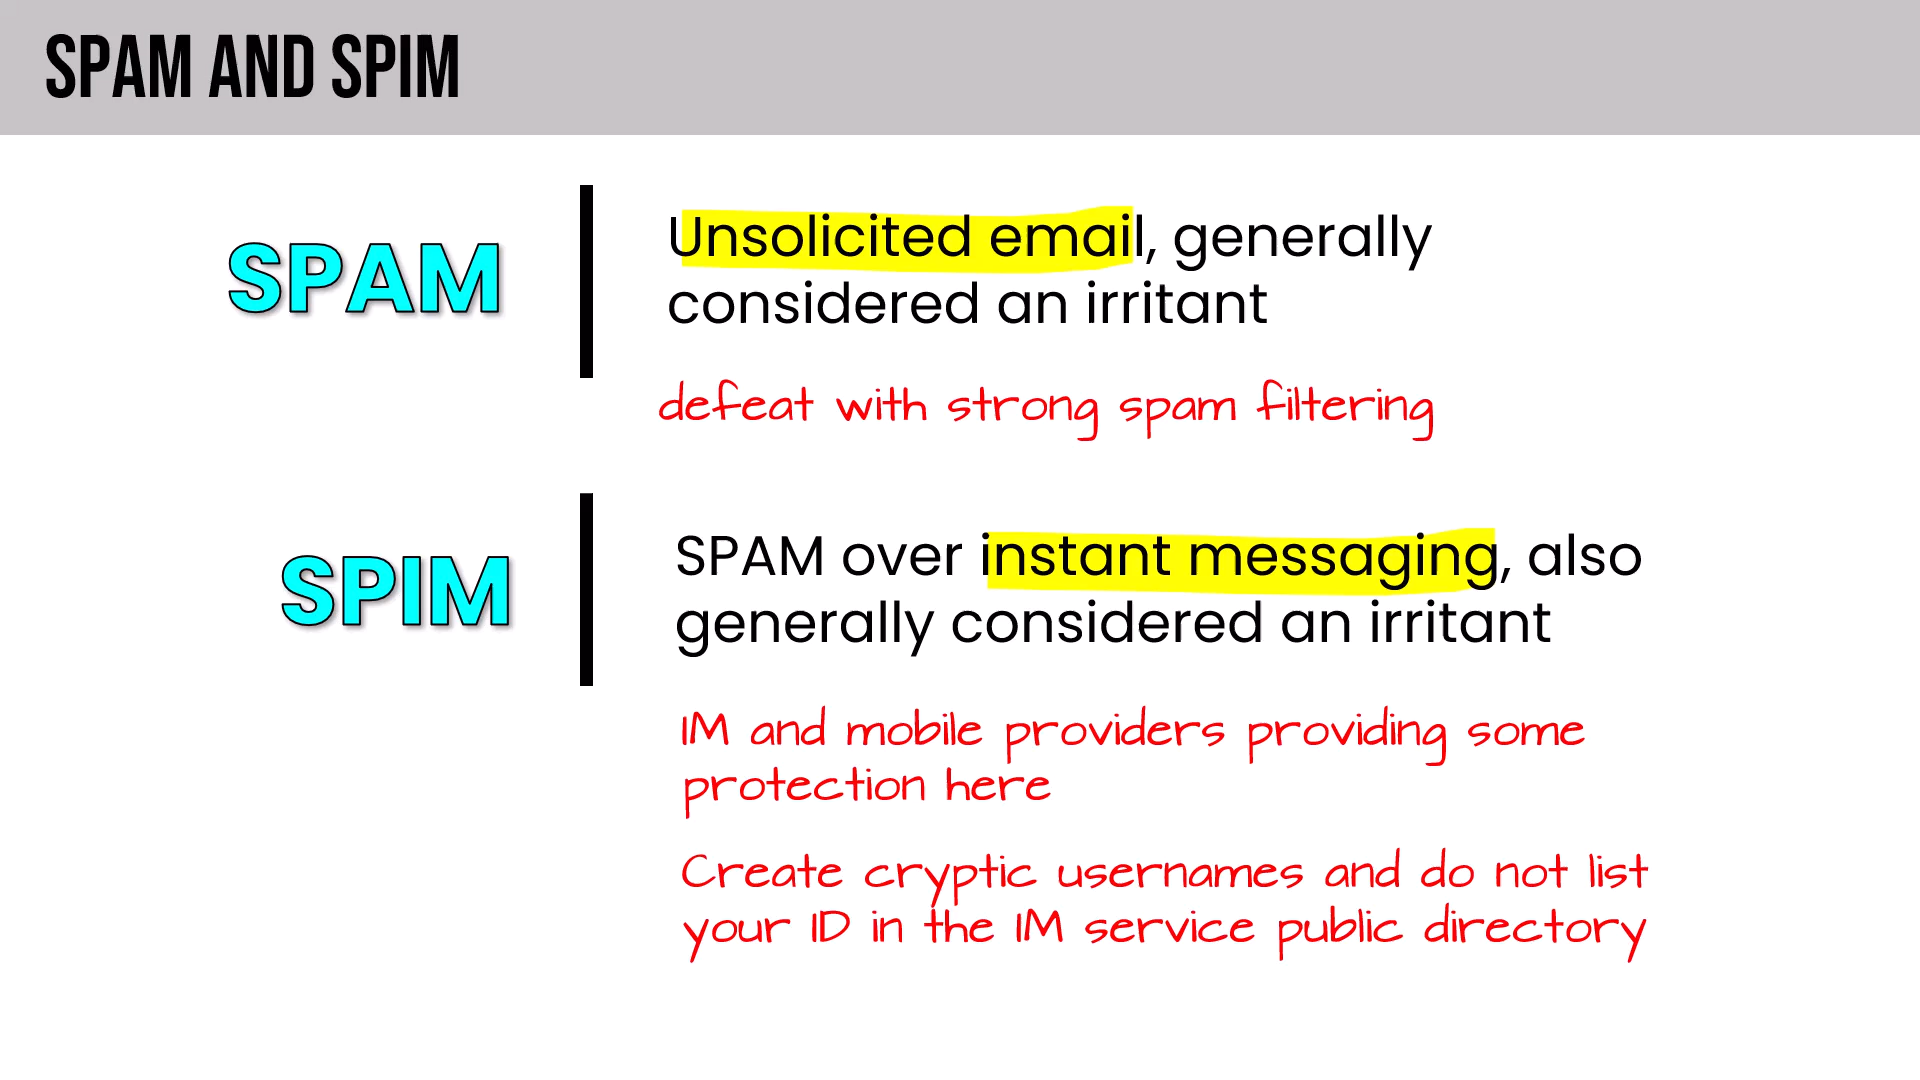 SPAM AND SPIM
SPAM
Unsolicited email, generally
considered an irritant
defeat with strong spam filtering
SPIM
SPAM over instant messaging, also
generally considered an irritant
IM and mobile providers providing some
protection here
Create cryptic usernames and do not list
your ID in the IM service public directory